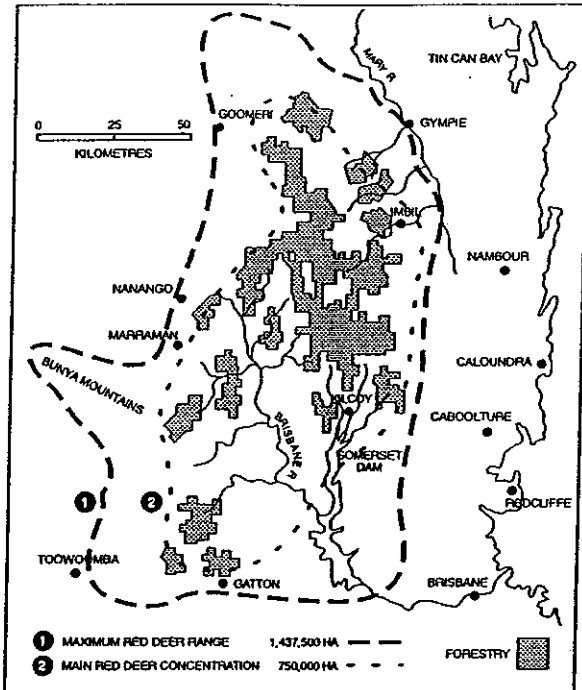 MARY R
TIN CAN BAY
GOOMERI
GYMPIE
0 25 50
KILOMETRES
IMBIL
NAMBOUR
NANANGO
MARRAMAN
BUNYA MOUNTAINS
CALOUNDRA
KILCOY
CABOOLTURE
BRISBANE R
SOMERSET
DAM
REDCLIFFE
1
2
TOOWOOMBA
GATTON
BRISBANE
1 MAXIMUM RED DEER RANGE 1,437,500 HA
2 MAIN RED DEER CONCENTRATION 750,000 HA
FORESTRY